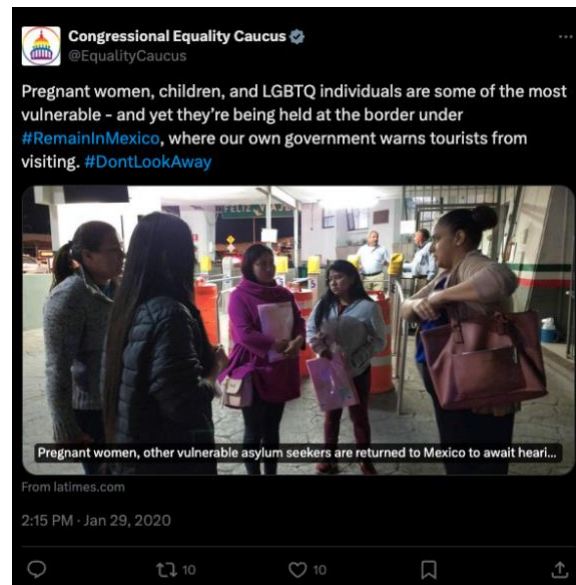 Congressional Equality Caucus
@EqualityCaucus
Pregnant women, children, and LGBTQ individuals are some of the most
vulnerable - and yet they're being held at the border under
#RemainInMexico, where our own government warns tourists from
visiting. #DontLookAway
FELIZ VIAJE
Pregnant women, other vulnerable asylum seekers are returned to Mexico to await heari...
From latimes.com
2:15 PM · Jan 29, 2020
10
10